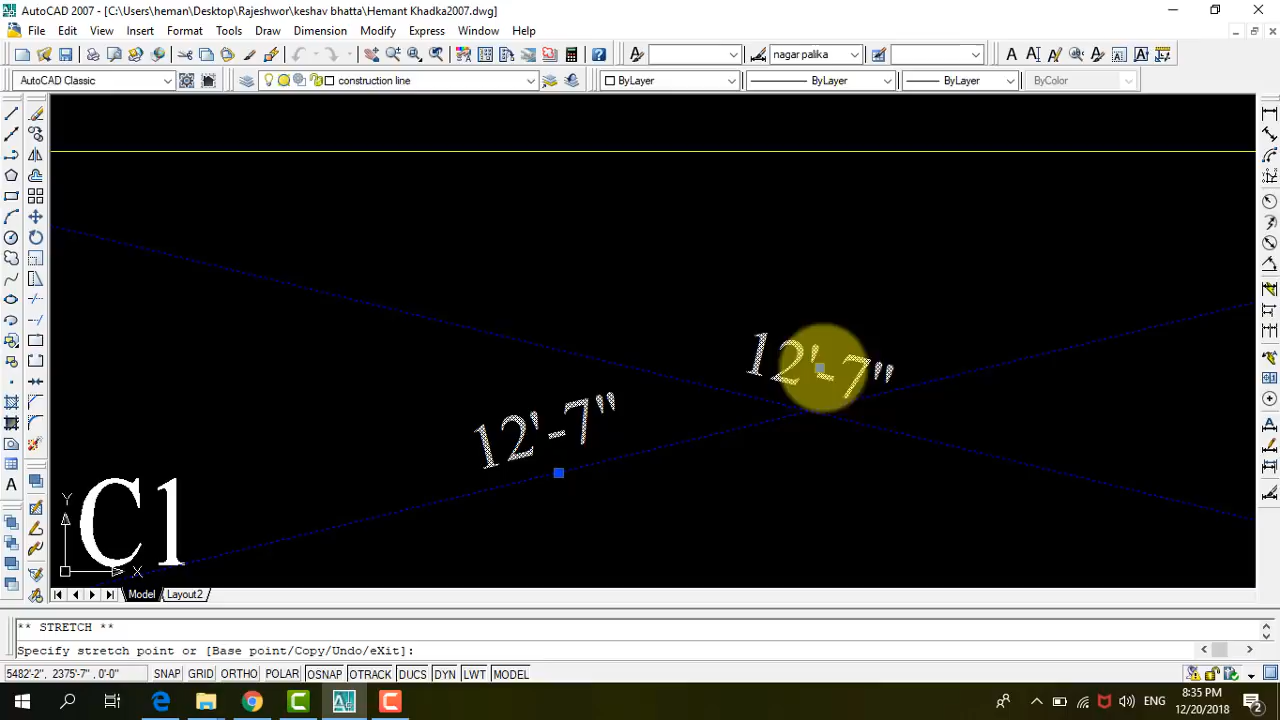 AutoCAD 2007 - [C:\Users\heman\Desktop\Rajeshwor\keshav bhatta\Hemant Khadka2007.dwg]
File Edit View Insert Format Tools Draw Dimension Modify Express Window Help
nagar palika
AutoCAD Classic construction line ByLayer ByLayer ByLayer ByColor
12'-7"
12'-7"
C1
Y
X
Model Layout2
** STRETCH **
Specify stretch point or [Base point/Copy/Undo/eXit]:
5482'-2", 2375'-7" , 0'-0" SNAP GRID ORTHO POLAR OSNAP OTRACK DUCS DYN LWT MODEL
ENG 8:35 PM
12/20/2018 2